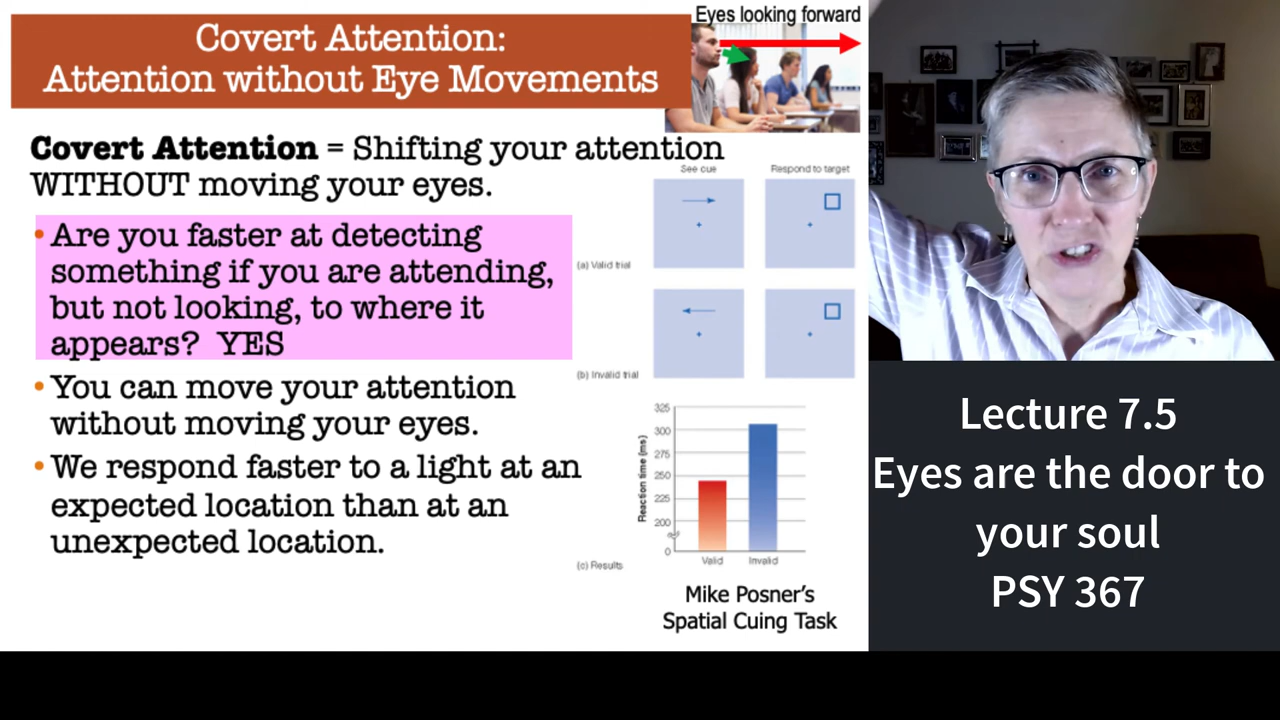 Covert Attention:
Attention without Eye Movements
Eyes looking forward
Covert Attention = Shifting your attention
WITHOUT moving your eyes.
• Are you faster at detecting
something if you are attending,
but not looking, to where it
appears? YES
• You can move your attention
without moving your eyes.
• We respond faster to a light at an
expected location than at an
unexpected location.
See cue
Respond to target
(a) Valid trial
(b) Invalid trial
325
300
275
250
225
200
0
Reaction time (ms)
Valid
Invalid
(c) Results
Mike Posner's
Spatial Cuing Task
Lecture 7.5
Eyes are the door to
your soul
PSY 367